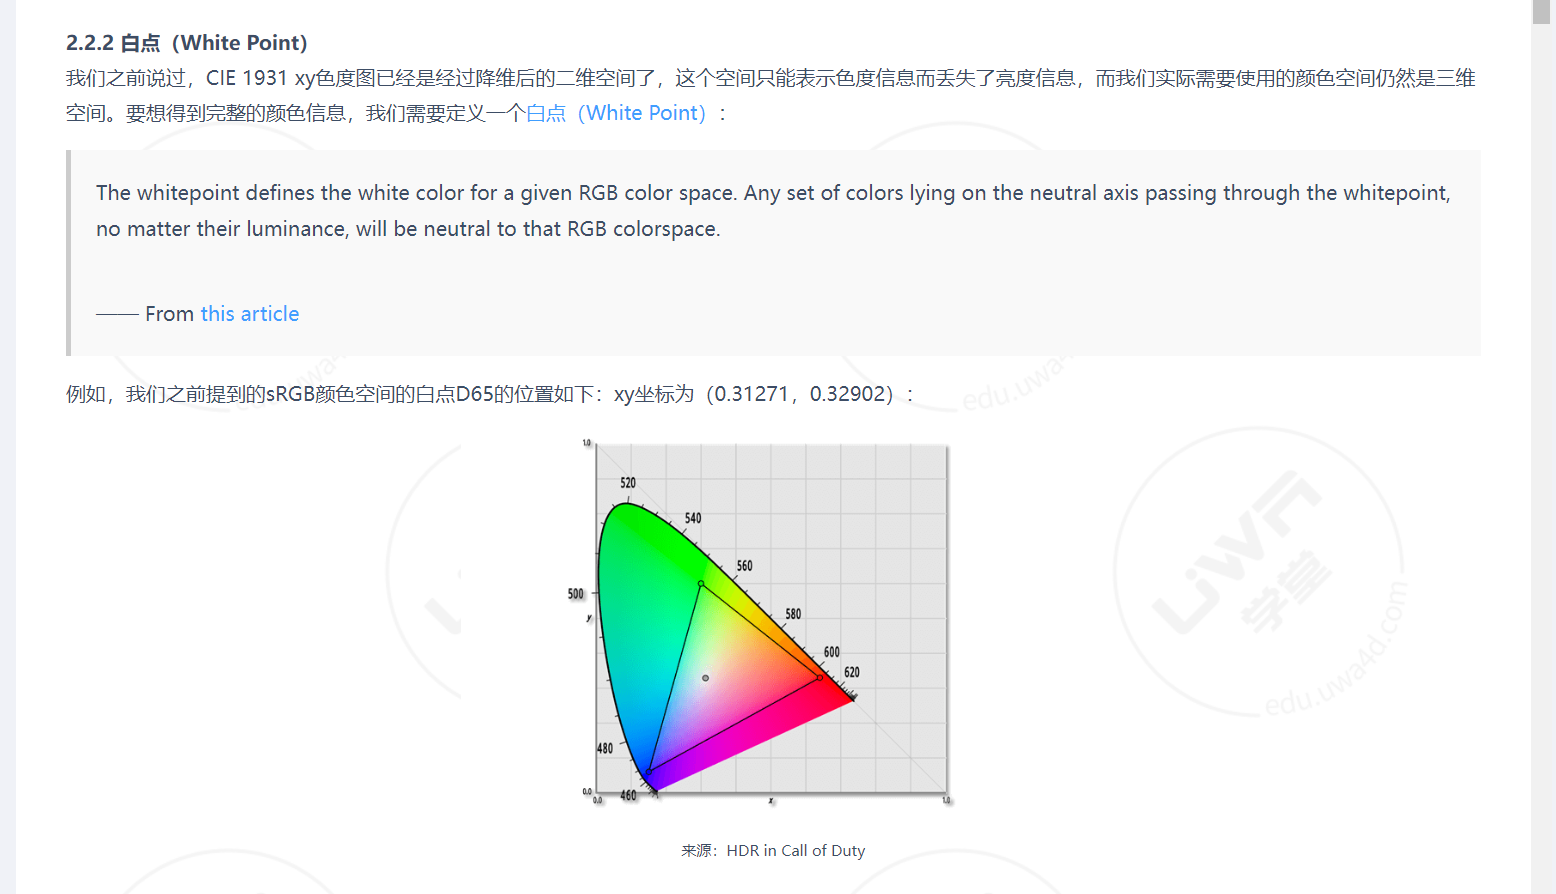 2.2.2 白点（White Point）
我们之前说过，CIE 1931 xy色度图已经是经过降维后的二维空间了，这个空间只能表示色度信息而丢失了亮度信息，而我们实际需要使用的颜色空间仍然是三维
空间。要想得到完整的颜色信息，我们需要定义一个白点（White Point）：
The whitepoint defines the white color for a given RGB color space. Any set of colors lying on the neutral axis passing through the whitepoint,
no matter their luminance, will be neutral to that RGB colorspace.
—— From this article
例如，我们之前提到的sRGB颜色空间的白点D65的位置如下：xy坐标为（0.31271，0.32902）：
1.0
520
540
560
500
y
580
600
620
480
460
0.0
0.0
x
1.0
来源：HDR in Call of Duty
UWA
学堂
edu.uwa4d.com
edu.uwa